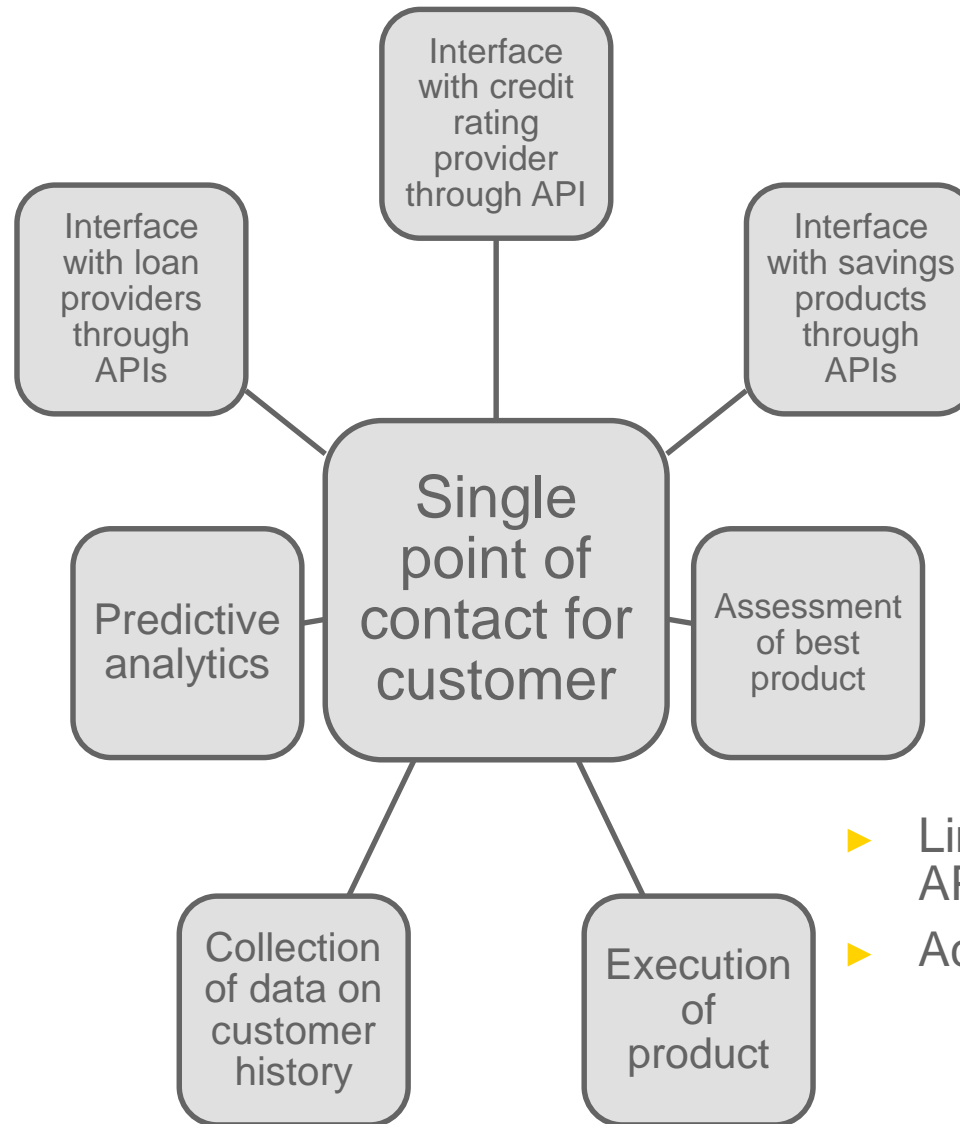 Interface
with credit
rating
provider
through API
Interface
with loan
providers
through
APIs
Interface
with savings
products
through
APIs
Single
point of
contact for
customer
Predictive
analytics
Assessment
of best
product
Collection
of data on
customer
history
Execution
of
product